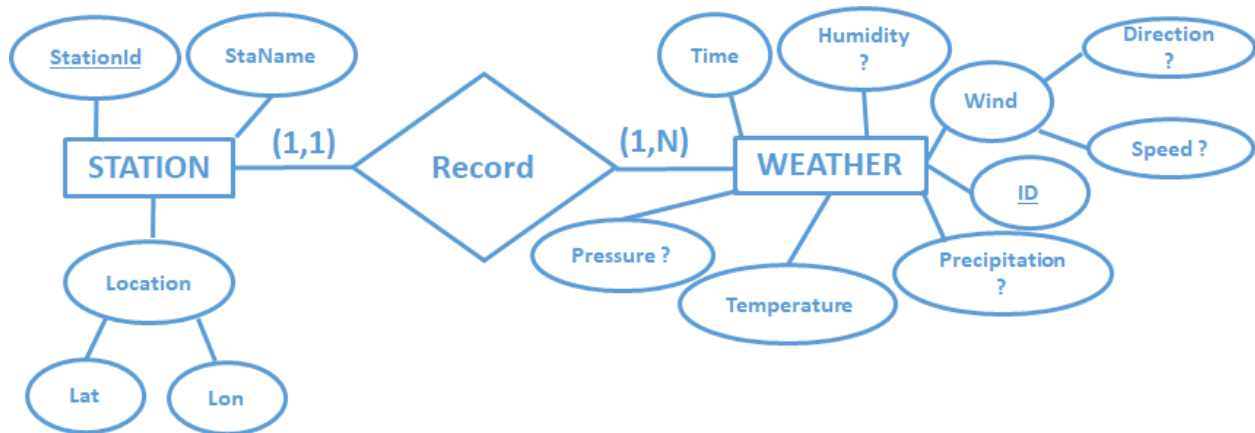 StationId
StaName
Time
Humidity
?
Direction
?
Wind
STATION
(1,1)
Record
(1,N)
WEATHER
Speed ?
ID
Pressure ?
Temperature
Precipitation
?
Location
Lat
Lon